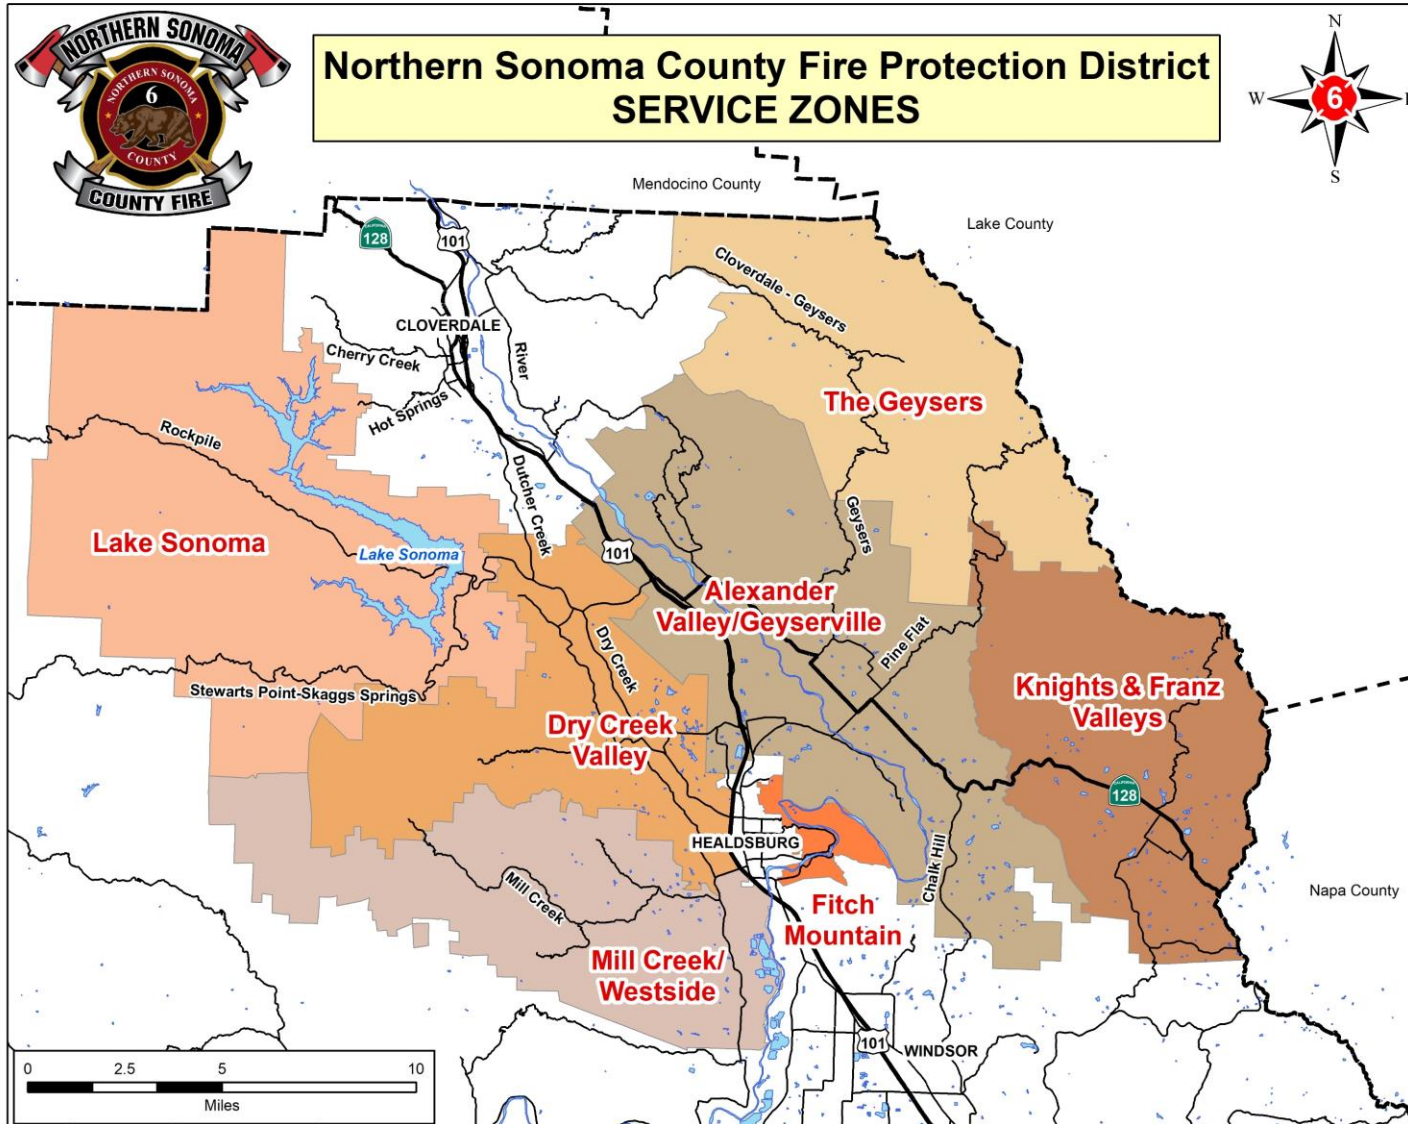 NORTHERN SONOMA
NORTHERN SONOMA
6
COUNTY
COUNTY FIRE
Northern Sonoma County Fire Protection District
SERVICE ZONES
N
W
6
E
S
Mendocino County
Lake County
CALIFORNIA
128
101
Cloverdale - Geysers
CLOVERDALE
River
Cherry Creek
Hot Springs
The Geysers
Rockpile
Dutcher Creek
Geysers
Lake Sonoma
Lake Sonoma
101
Alexander
Valley/Geyserville
Dry Creek
Pine Flat
Stewarts Point-Skaggs Springs
Knights & Franz
Valleys
Dry Creek
Valley
CALIFORNIA
128
HEALDSBURG
Chalk Hill
Mill Creek
Napa County
Fitch
Mountain
Mill Creek/
Westside
101
WINDSOR
0 2.5 5 10
Miles